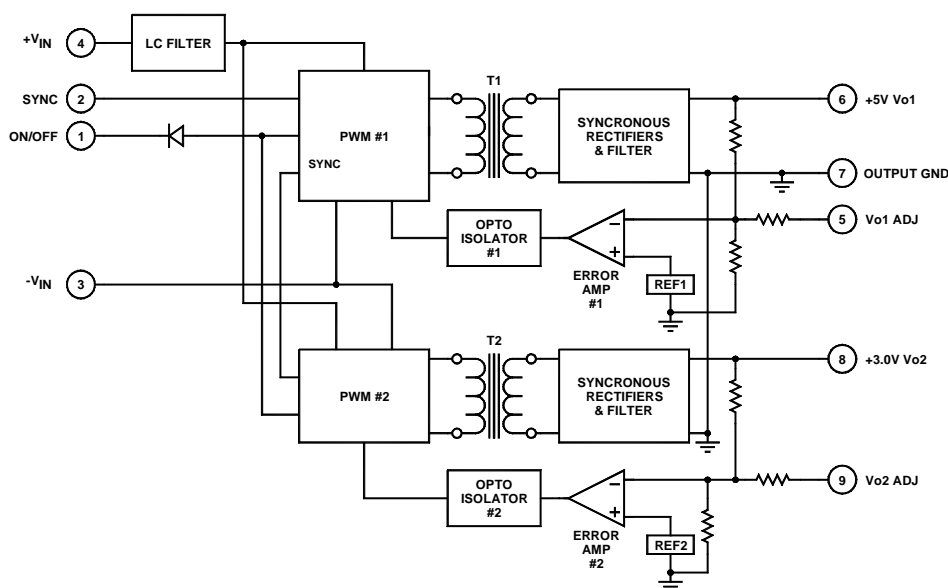 +VIN
4
LC FILTER
SYNC
2
ON/OFF
1
PWM #1
SYNC
T1
SYNCRONOUS
RECTIFIERS
& FILTER
6
+5V Vo1
7
OUTPUT GND
5
Vo1 ADJ
OPTO
ISOLATOR
#1
−
+
ERROR
AMP
#1
REF1
-VIN
3
PWM #2
T2
SYNCRONOUS
RECTIFIERS
& FILTER
8
+3.0V Vo2
9
Vo2 ADJ
OPTO
ISOLATOR
#2
−
+
ERROR
AMP
#2
REF2